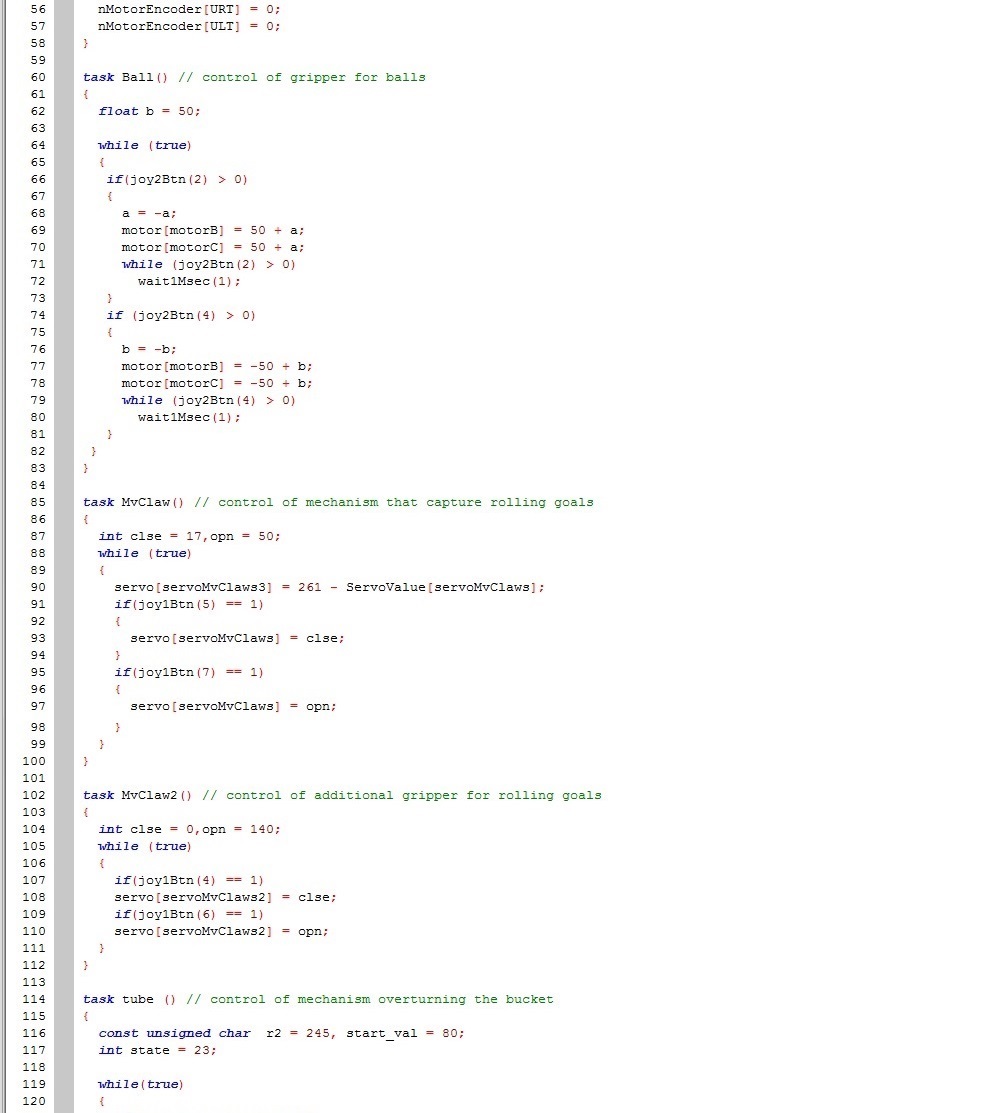 56 nMotorEncoder[URT] = 0;
57 nMotorEncoder[ULT] = 0;
58 }
59
60 task Ball() // control of gripper for balls
61 {
62 float b = 50;
63
64 while (true)
65 {
66 if(joy2Btn(2) > 0)
67 {
68 a = -a;
69 motor[motorB] = 50 + a;
70 motor[motorC] = 50 + a;
71 while (joy2Btn(2) > 0)
72 wait1Msec(1);
73 }
74 if (joy2Btn(4) > 0)
75 {
76 b = -b;
77 motor[motorB] = -50 + b;
78 motor[motorC] = -50 + b;
79 while (joy2Btn(4) > 0)
80 wait1Msec(1);
81 }
82 }
83 }
84
85 task MvClaw() // control of mechanism that capture rolling goals
86 {
87 int clse = 17,opn = 50;
88 while (true)
89 {
90 servo[servoMvClaws3] = 261 - ServoValue[servoMvClaws];
91 if(joy1Btn(5) == 1)
92 {
93 servo[servoMvClaws] = clse;
94 }
95 if(joy1Btn(7) == 1)
96 {
97 servo[servoMvClaws] = opn;
98 }
99 }
100 }
101
102 task MvClaw2() // control of additional gripper for rolling goals
103 {
104 int clse = 0,opn = 140;
105 while (true)
106 {
107 if(joy1Btn(4) == 1)
108 servo[servoMvClaws2] = clse;
109 if(joy1Btn(6) == 1)
110 servo[servoMvClaws2] = opn;
111 }
112 }
113
114 task tube () // control of mechanism overturning the bucket
115 {
116 const unsigned char r2 = 245, start_val = 80;
117 int state = 23;
118
119 while(true)
120 {